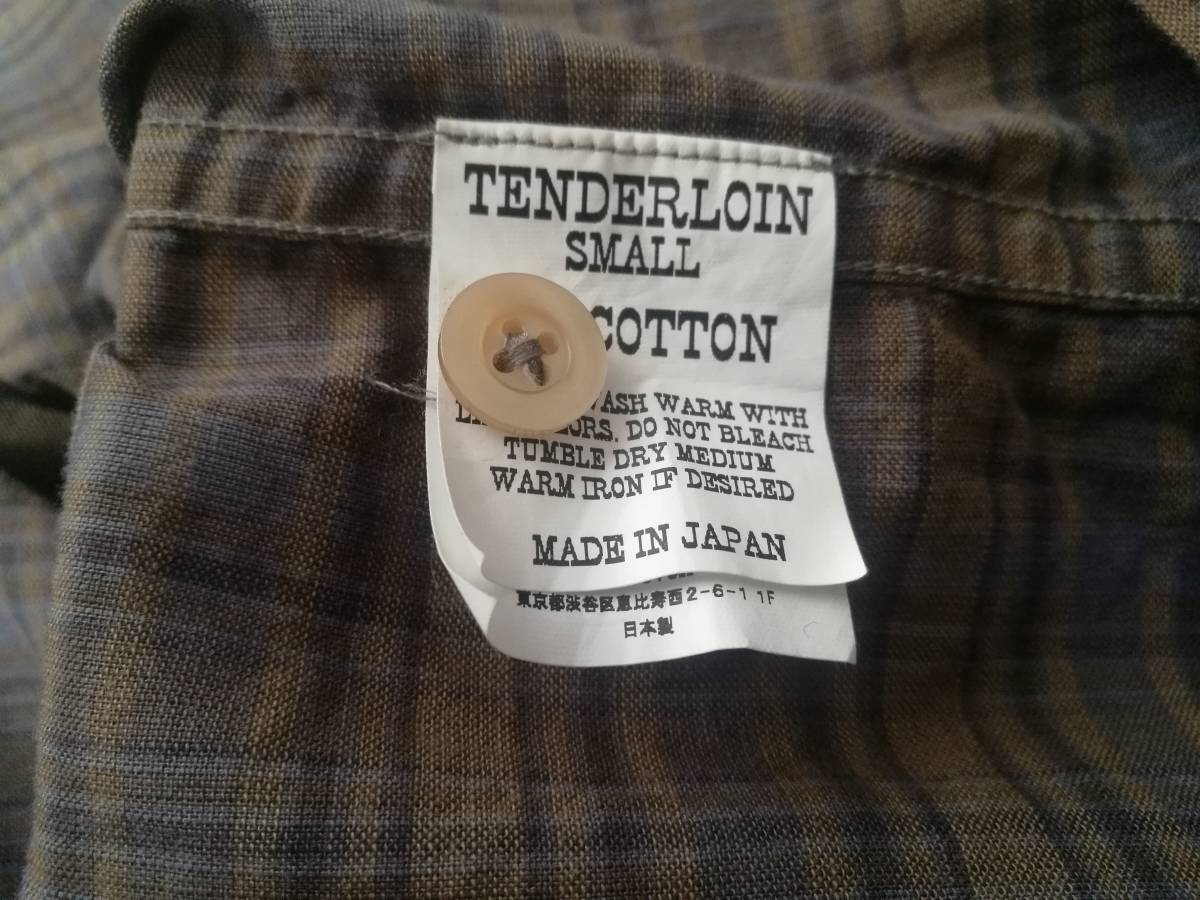 TENDERLOIN
SMALL
COTTON
WARM WITH
DO NOT BLEACH
TUMBLE DRY MEDIUM
WARM IRON IF DESIRED
MADE IN JAPAN
東京都渋谷区恵比寿西2-6-1 1F
日本製